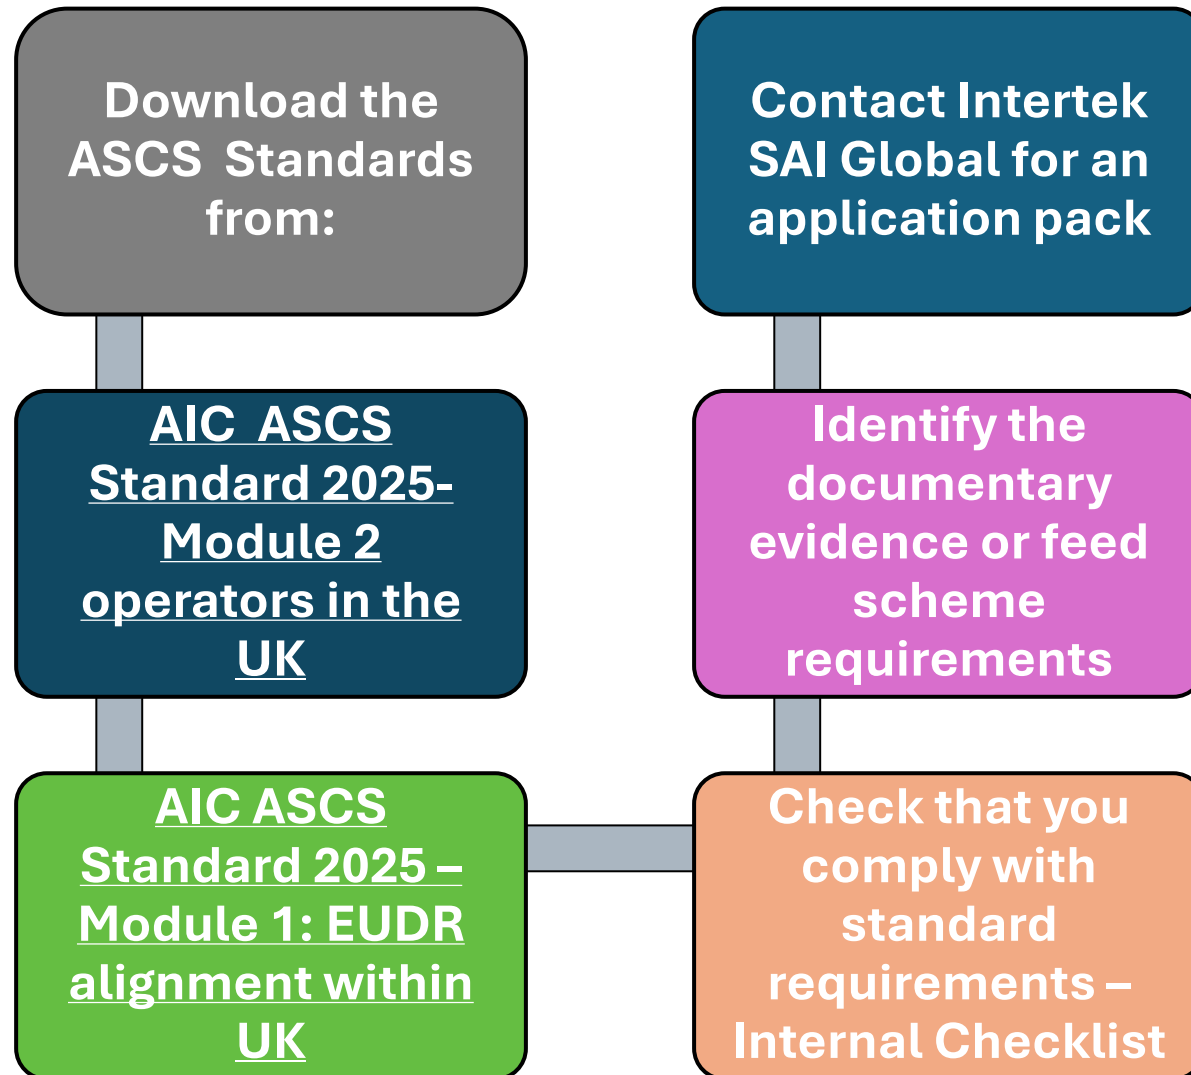 Download the
ASCS  Standards
from:
AIC  ASCS
Standard 2025-
Module 2
operators in the
UK
AIC ASCS
Standard 2025 –
Module 1: EUDR
alignment within
UK
Check that you
comply with
standard
requirements –
Internal Checklist
Identify the
documentary
evidence or feed
scheme
requirements
Contact Intertek
SAI Global for an
application pack